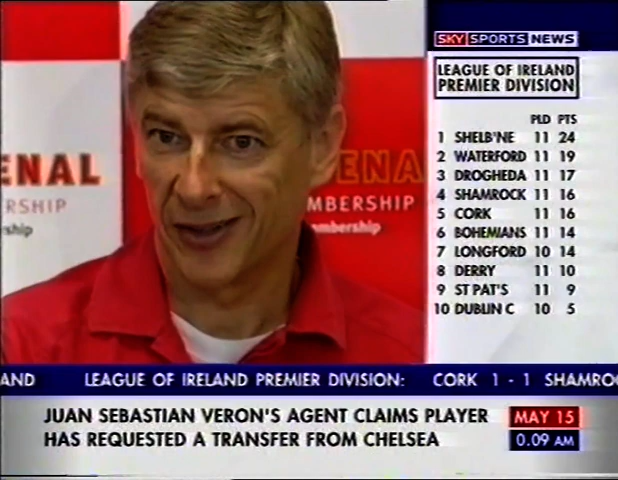 SKY SPORTS NEWS
LEAGUE OF IRELAND
PREMIER DIVISION
PLD PTS
1 SHELB'NE 11 24
2 WATERFORD 11 19
3 DROGHEDA 11 17
4 SHAMROCK 11 16
5 CORK 11 16
6 BOHEMIANS 11 14
7 LONGFORD 10 14
8 DERRY 11 10
9 ST PAT'S 11 9
10 DUBLIN C 10 5
ENAL
ERSHIP
rship
ENA
MBERSHIP
mbership
AND LEAGUE OF IRELAND PREMIER DIVISION: CORK 1 - 1 SHAMRO
JUAN SEBASTIAN VERON'S AGENT CLAIMS PLAYER
HAS REQUESTED A TRANSFER FROM CHELSEA
MAY 15
0.09 AM